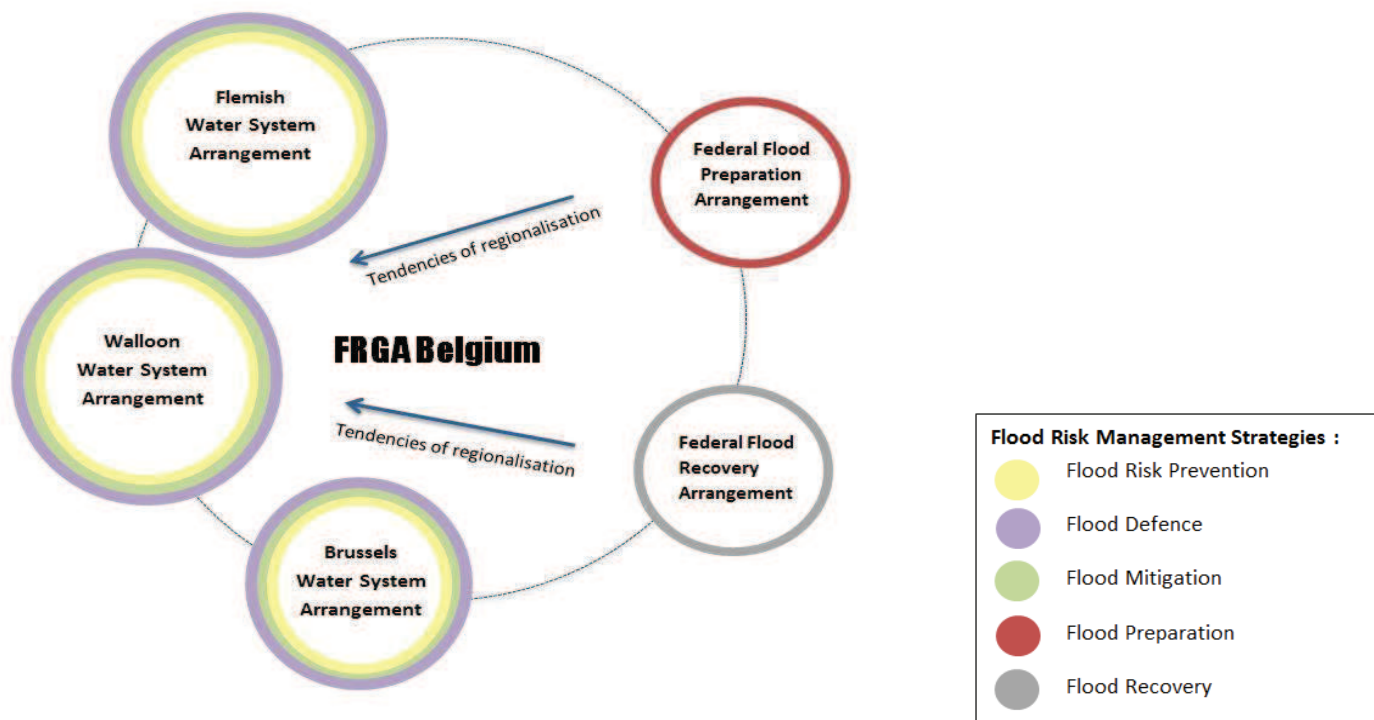 Flemish
Water System
Arrangement
Federal Flood
Preparation
Arrangement
Tendencies of regionalisation
Walloon
Water System
Arrangement
FRGA Belgium
Tendencies of regionalisation
Federal Flood
Recovery
Arrangement
Brussels
Water System
Arrangement
Flood Risk Management Strategies :
Flood Risk Prevention
Flood Defence
Flood Mitigation
Flood Preparation
Flood Recovery